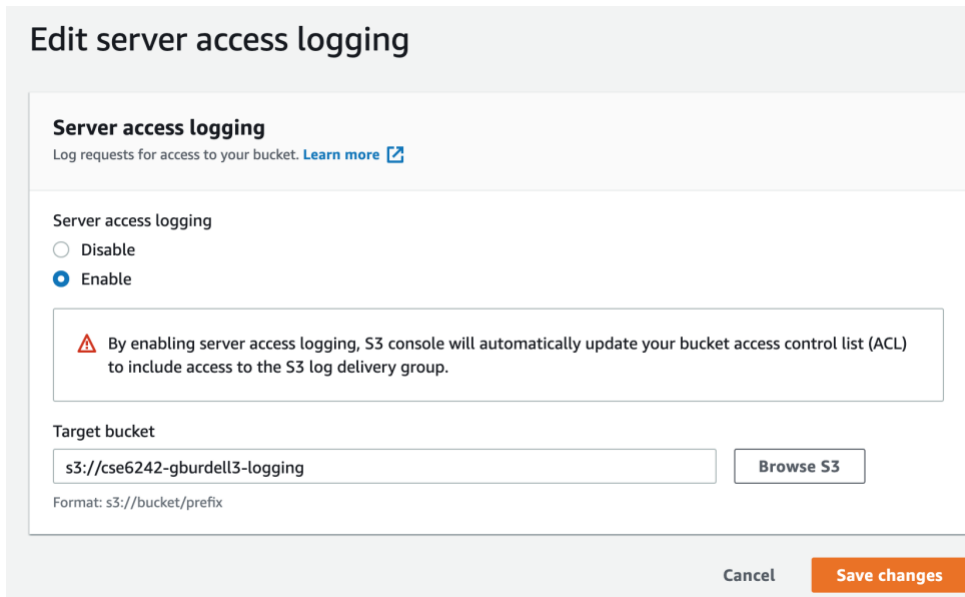 Edit server access logging
Server access logging
Log requests for access to your bucket. Learn more
Server access logging
Disable
Enable
By enabling server access logging, S3 console will automatically update your bucket access control list (ACL)
to include access to the S3 log delivery group.
Target bucket
s3://cse6242-gburdell3-logging
Browse S3
Format: s3://bucket/prefix
Cancel
Save changes